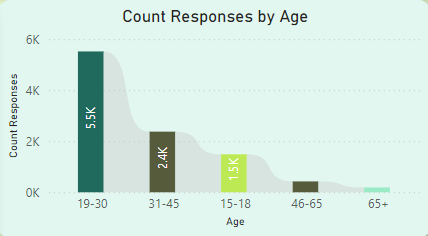 Count Responses by Age
Count Responses
6K
4K
2K
0K
5.5K
2.4K
1.5K
19-30 31-45 15-18 46-65 65+
Age